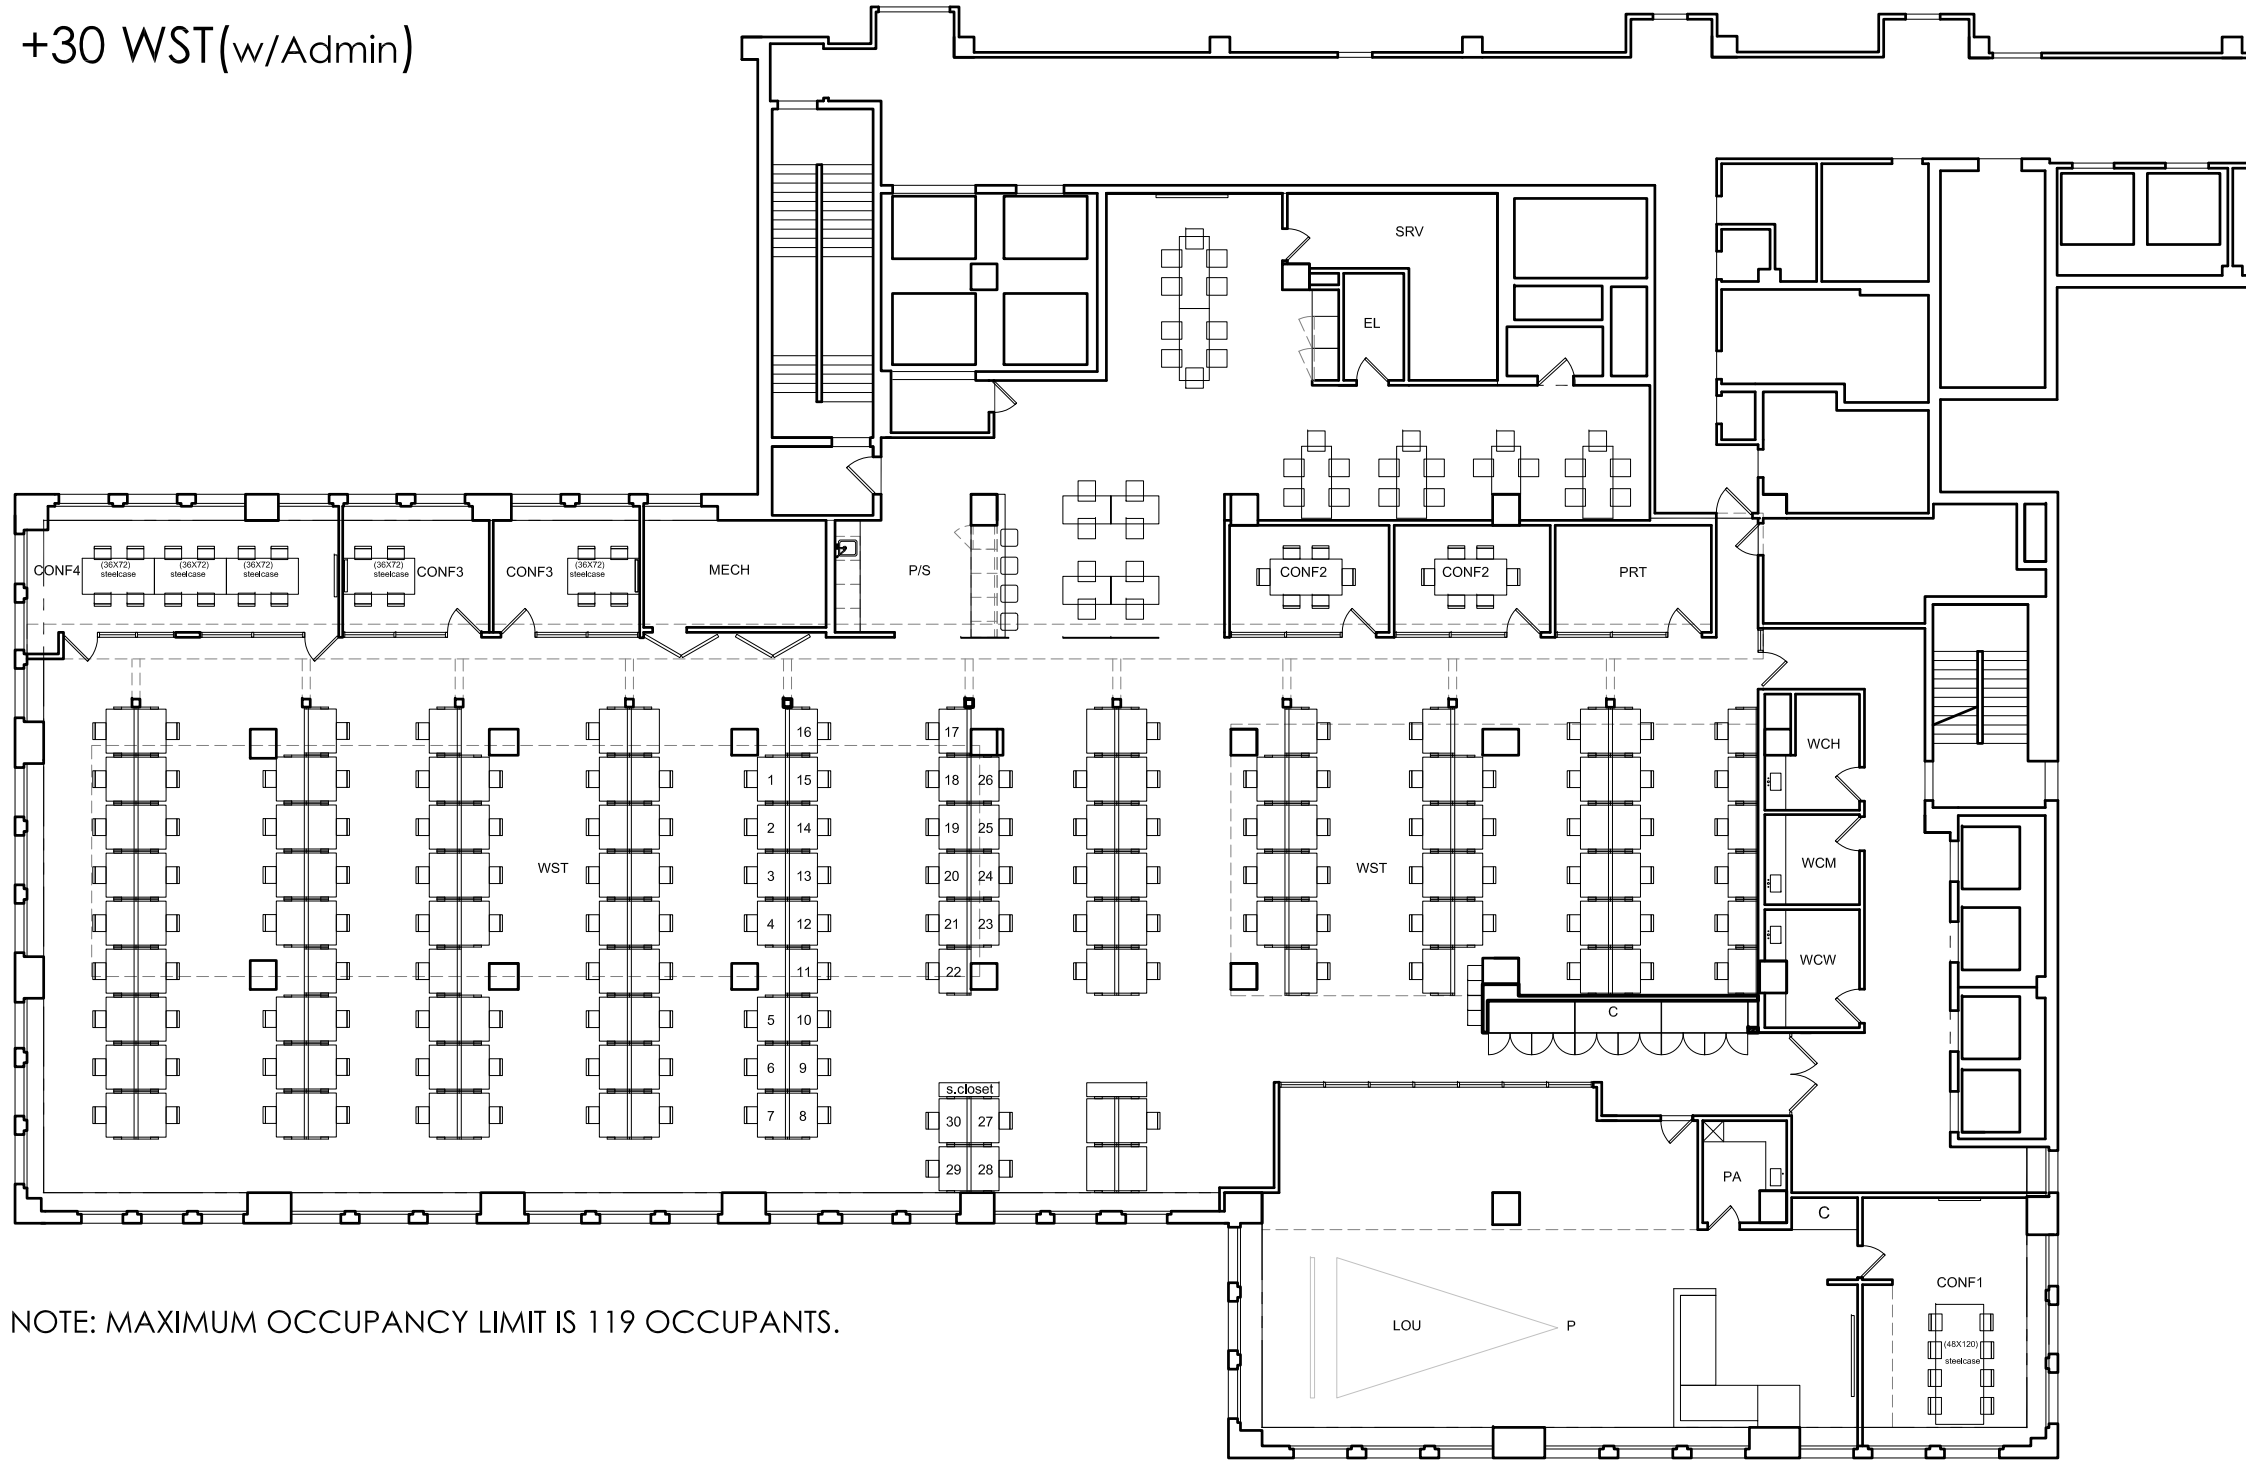 +30 WST(w/Admin)
SRV
EL
CONF4
(36X72)
steelcase
(36X72)
steelcase
(36X72)
steelcase
(36X72)
steelcase
CONF3
CONF3
(36X72)
steelcase
MECH
P/S
CONF2
CONF2
PRT
16
17
WCH
1
15
18
26
2
14
19
25
WST
3
13
20
24
WST
WCM
4
12
21
23
11
22
WCW
5
10
C
6
9
s.closet
7
8
30
27
29
28
PA
C
CONF1
NOTE: MAXIMUM OCCUPANCY LIMIT IS 119 OCCUPANTS.
LOU
P
(48X120)
steelcase